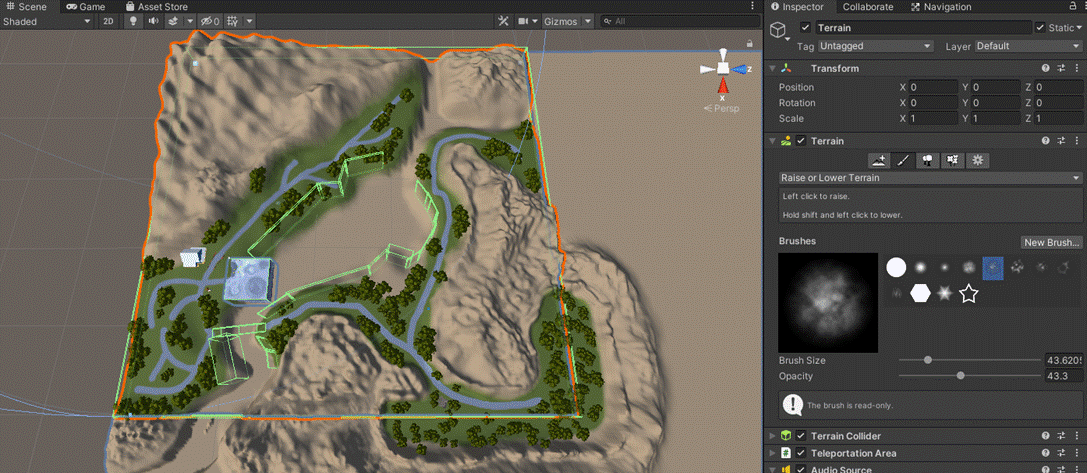 Scene Game Asset Store
Shaded 2D 0 Gizmos All
x z
Persp
Inspector Collaborate Navigation
Terrain Static
Tag Untagged Layer Default
Transform
Position X 0 Y 0 Z 0
Rotation X 0 Y 0 Z 0
Scale X 1 Y 1 Z 1
Terrain
Raise or Lower Terrain
Left click to raise.
Hold shift and left click to lower.
Brushes New Brush...
Brush Size 43.6205
Opacity 43.3
The brush is read-only.
Terrain Collider
Teleportation Area
Audio Source